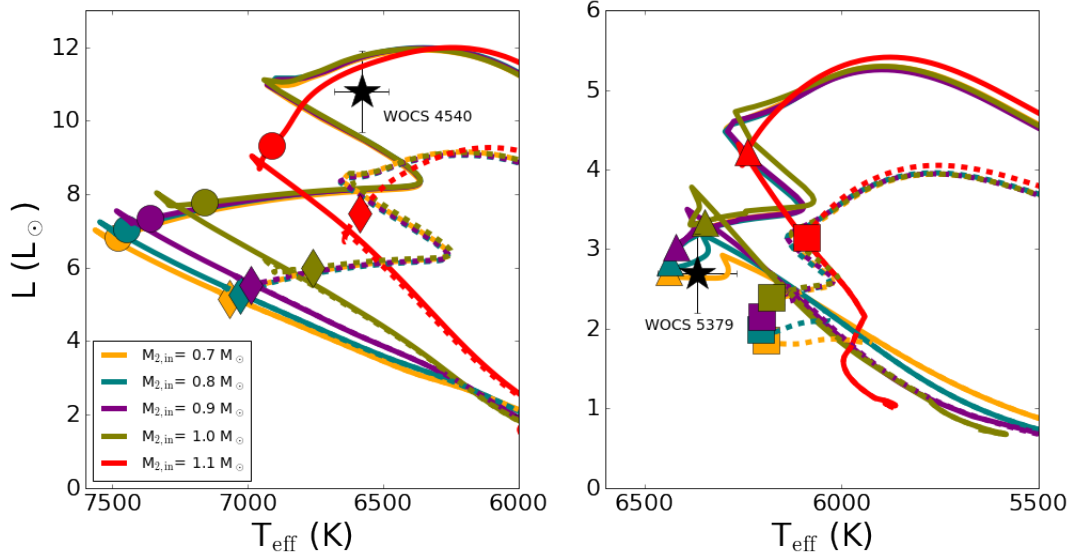 12
10
8
6
4
2
0
L (L☉)
WOCS 4540
M2,in= 0.7 M☉
M2,in= 0.8 M☉
M2,in= 0.9 M☉
M2,in= 1.0 M☉
M2,in= 1.1 M☉
7500 7000 6500 6000
Teff (K)
6
5
4
3
2
1
0
WOCS 5379
6500 6000 5500
Teff (K)